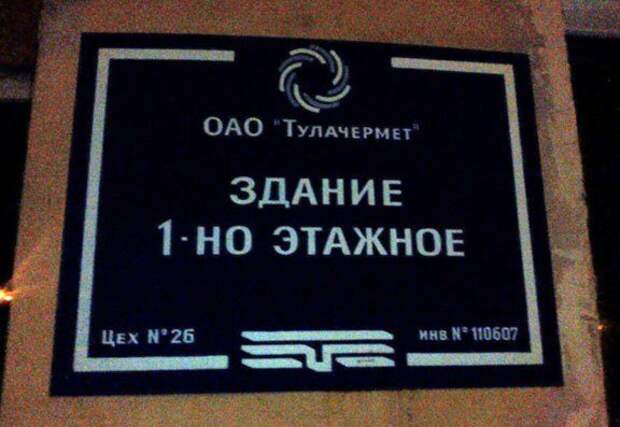 ОАО "Тулачермет"
ЗДАНИЕ
1-НО ЭТАЖНОЕ
Цех №26
инв. №110607